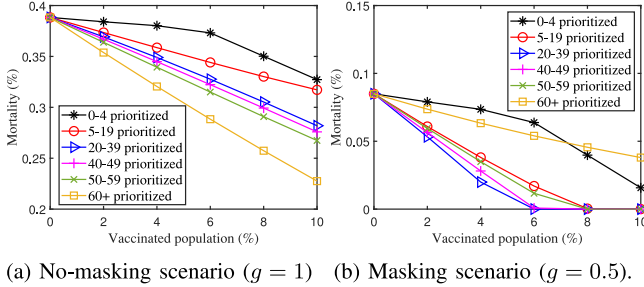 0.4
0.35
0.3
0.25
0.2
Mortality (%)
0-4 prioritized
5-19 prioritized
20-39 prioritized
40-49 prioritized
50-59 prioritized
60+ prioritized
0 2 4 6 8 10
Vaccinated population (%)
(a) No-masking scenario (g = 1)
0.15
0.1
0.05
0
Mortality (%)
0-4 prioritized
5-19 prioritized
20-39 prioritized
40-49 prioritized
50-59 prioritized
60+ prioritized
0 2 4 6 8 10
Vaccinated population (%)
(b) Masking scenario (g = 0.5).